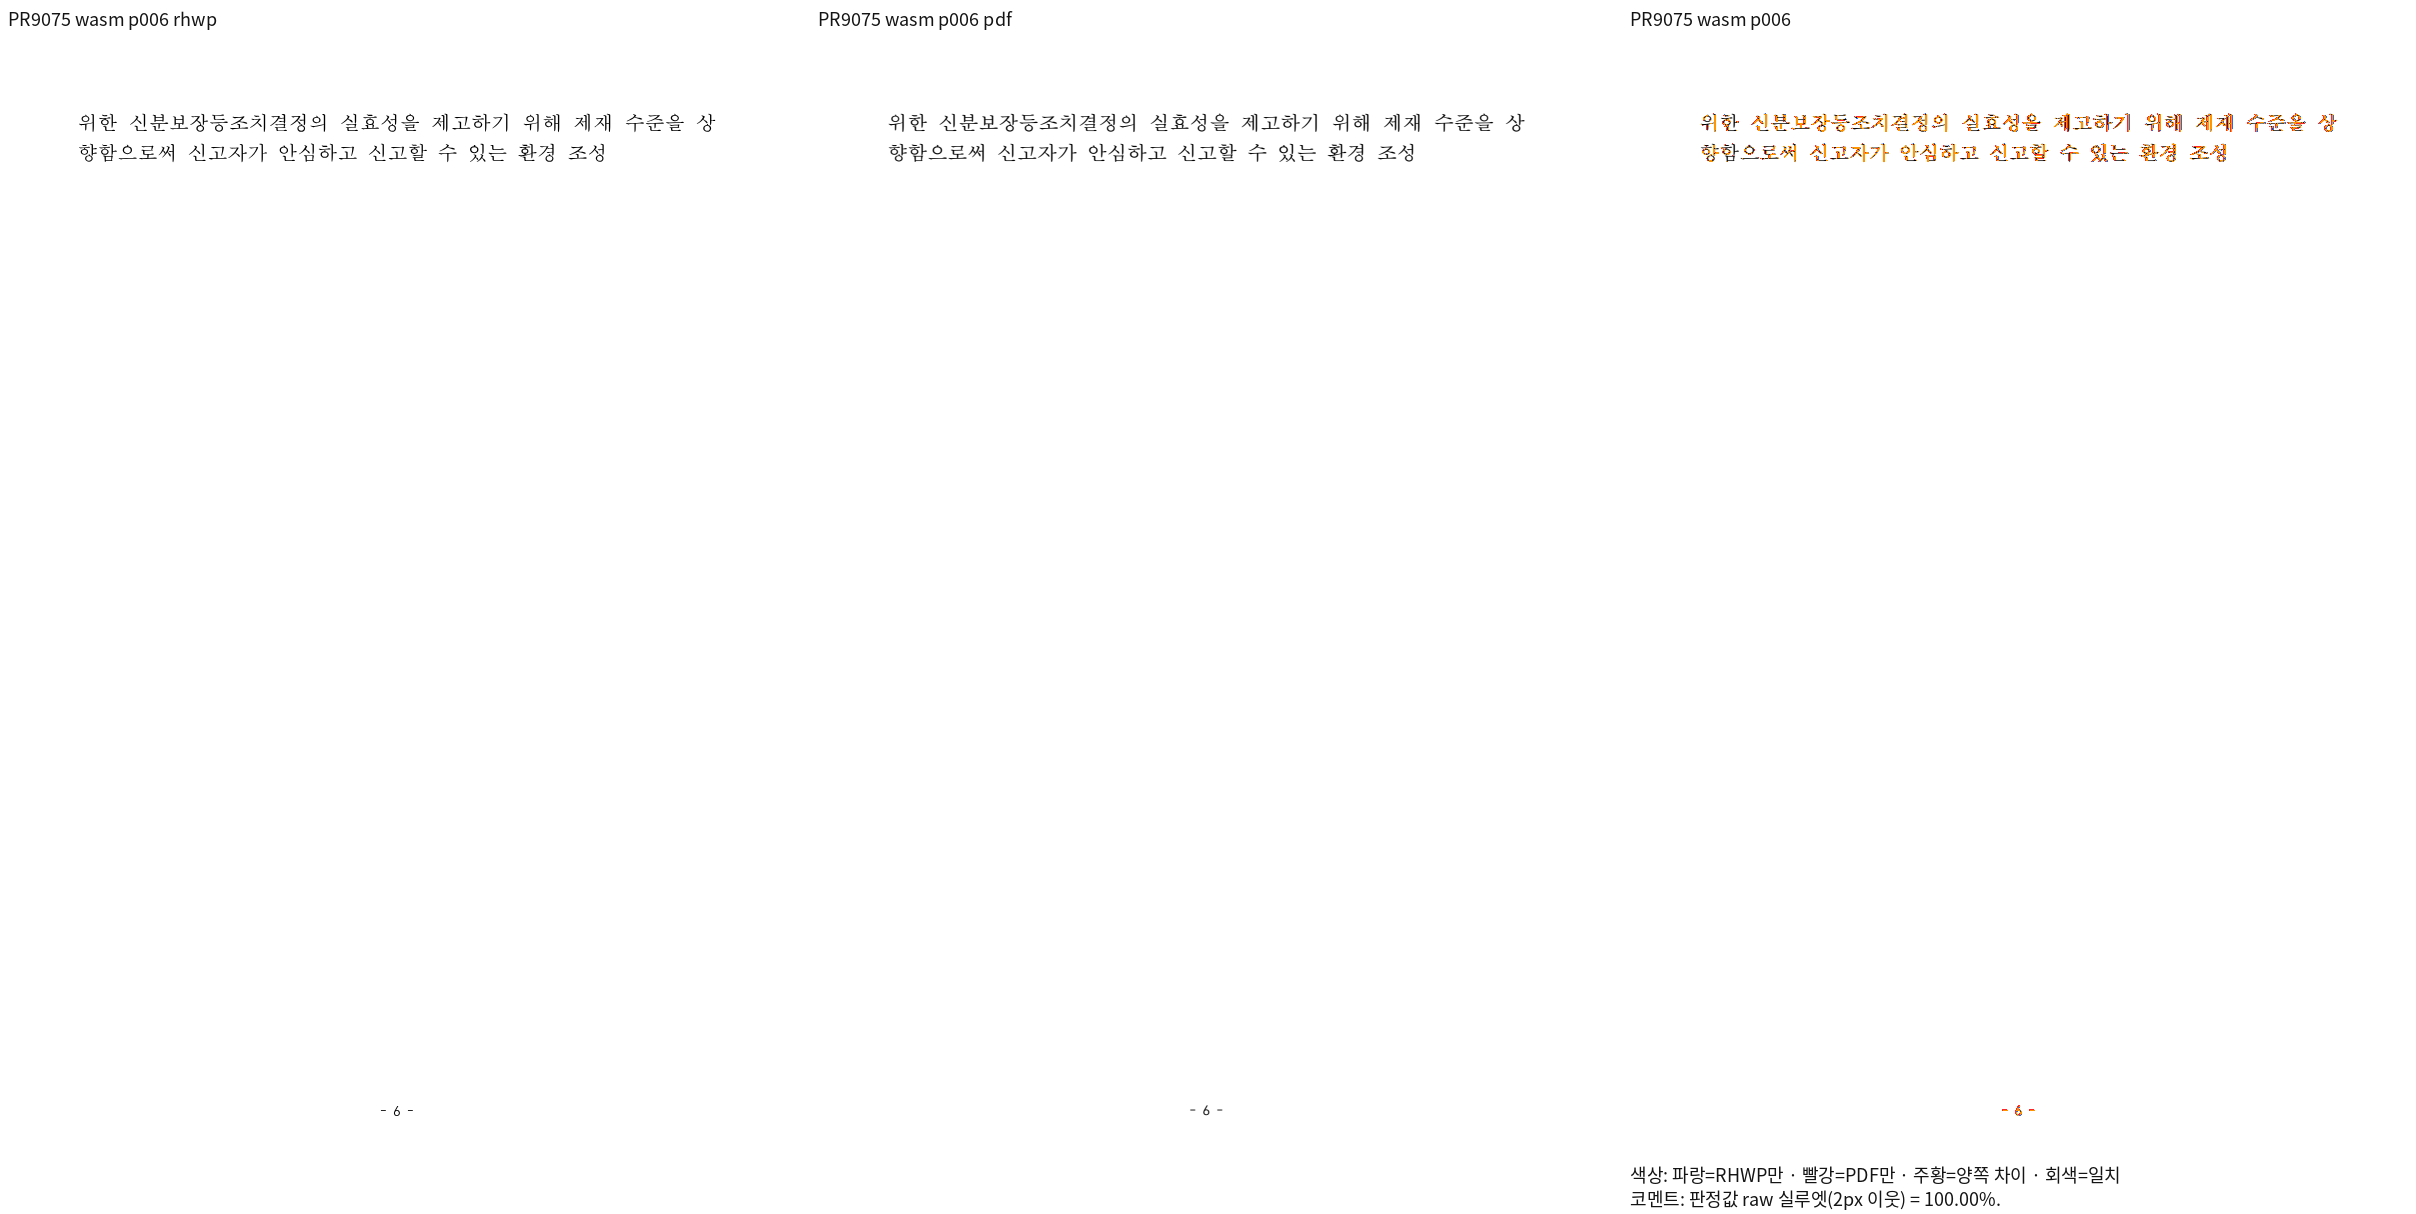 PR9075 wasm p006 rhwp
위한 신분보장등조치결정의 실효성을 제고하기 위해 제재 수준을 상
향함으로써 신고자가 안심하고 신고할 수 있는 환경 조성
- 6 -
PR9075 wasm p006 pdf
위한 신분보장등조치결정의 실효성을 제고하기 위해 제재 수준을 상
향함으로써 신고자가 안심하고 신고할 수 있는 환경 조성
- 6 -
PR9075 wasm p006
위한 신분보장등조치결정의 실효성을 제고하기 위해 제재 수준을 상
향함으로써 신고자가 안심하고 신고할 수 있는 환경 조성
- 6 -
색상: 파랑=RHWP만 · 빨강=PDF만 · 주황=양쪽 차이 · 회색=일치
코멘트: 판정값 raw 실루엣(2px 이웃) = 100.00%.